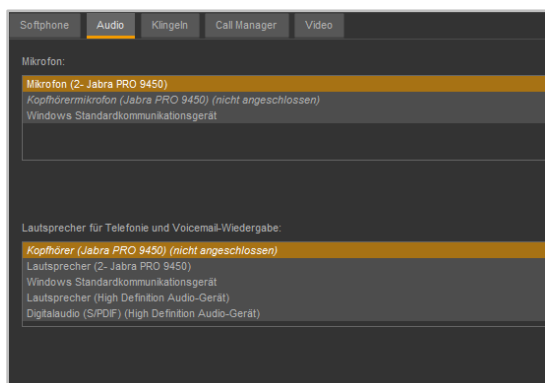 Softphone Audio Klingeln Call Manager Video
Mikrofon:
Mikrofon (2- Jabra PRO 9450)
Kopfhörermikrofon (Jabra PRO 9450) (nicht angeschlossen)
Windows Standardkommunikationsgerät
Lautsprecher für Telefonie und Voicemail-Wiedergabe:
Kopfhörer (Jabra PRO 9450) (nicht angeschlossen)
Lautsprecher (2- Jabra PRO 9450)
Windows Standardkommunikationsgerät
Lautsprecher (High Definition Audio-Gerät)
Digitalaudio (S/PDIF) (High Definition Audio-Gerät)